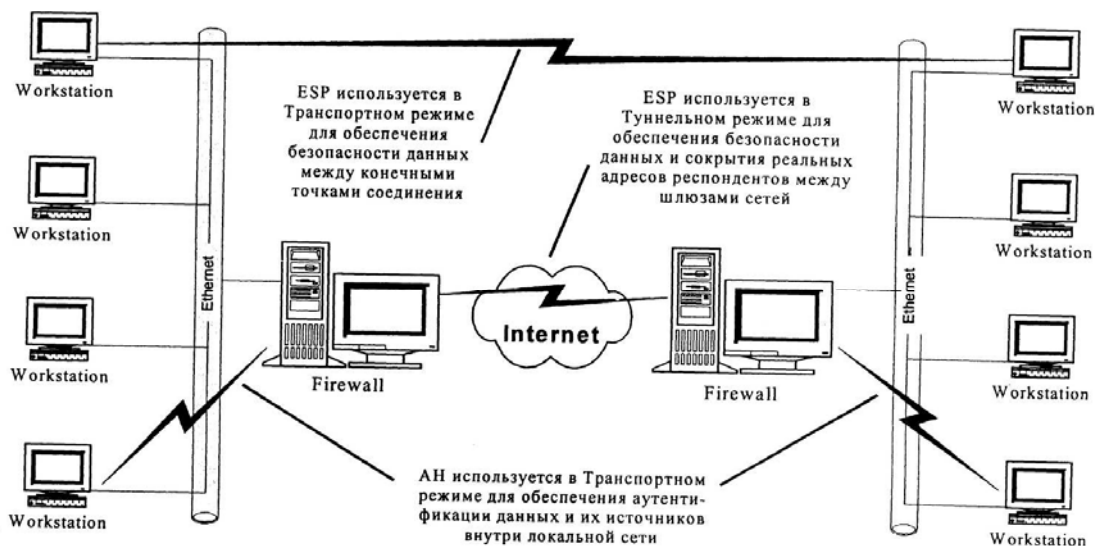 Workstation
Workstation
Workstation
Workstation
Ethernet
ESP используется в
Транспортном режиме
для обеспечения
безопасности данных
между конечными
точками соединения
ESP используется в
Туннельном режиме для
обеспечения безопасности
данных и сокрытия реальных
адресов респондентов между
шлюзами сетей
Firewall
Internet
Firewall
АН используется в Транспортном
режиме для обеспечения аутенти-
фикации данных и их источников
внутри локальной сети
Ethernet
Workstation
Workstation
Workstation
Workstation